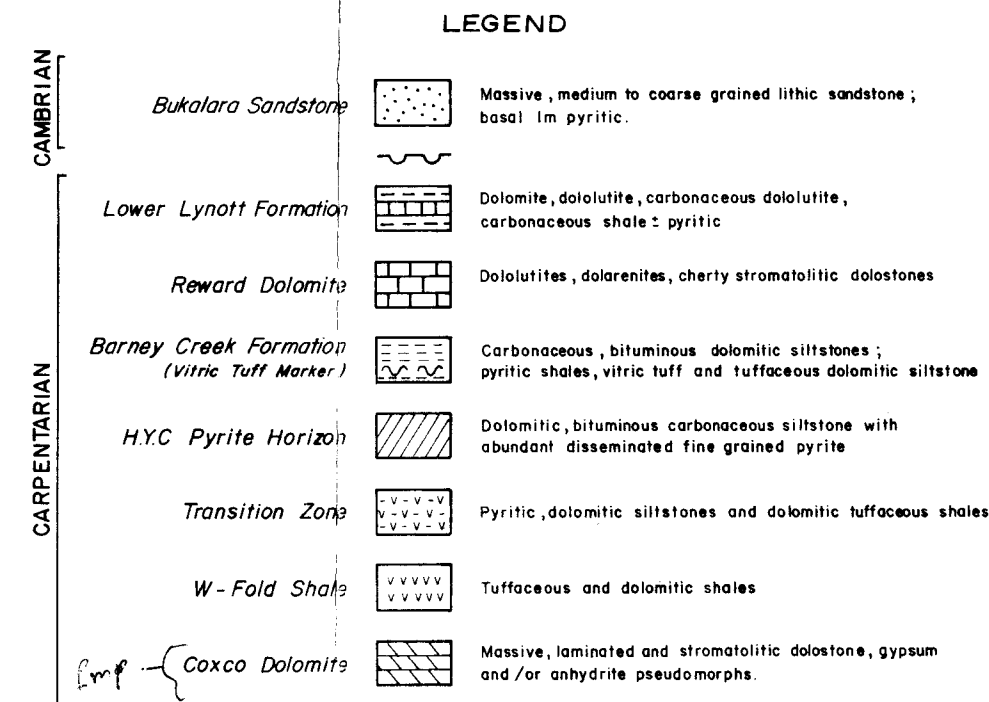 LEGEND
CAMBRIAN
Bukalara Sandstone
Massive, medium to coarse grained lithic sandstone;
basal 1m pyritic.
CARPENTARIAN
Lower Lynott Formation
Dolomite, dololutite, carbonaceous dololutite,
carbonaceous shale ± pyritic
Reward Dolomite
Dololutites, dolarenites, cherty stromatolitic dolostones
Barney Creek Formation
(Vitric Tuff Marker)
Carbonaceous, bituminous dolomitic siltstones;
pyritic shales, vitric tuff and tuffaceous dolomitic siltstone
H.Y.C Pyrite Horizon
Dolomitic, bituminous carbonaceous siltstone with
abundant disseminated fine grained pyrite
Transition Zone
Pyritic, dolomitic siltstones and dolomitic tuffaceous shales
W-Fold Shale
Tuffaceous and dolomitic shales
Coxco Dolomite
Massive, laminated and stromatolitic dolostone, gypsum
and/or anhydrite pseudomorphs.